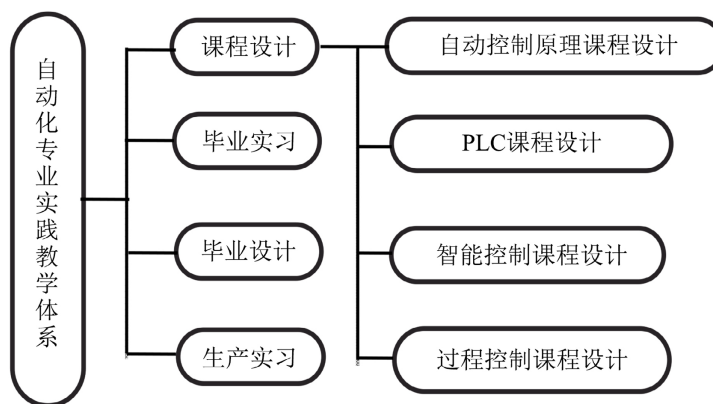 自动化专业实践教学体系
课程设计
毕业实习
毕业设计
生产实习
自动控制原理课程设计
PLC课程设计
智能控制课程设计
过程控制课程设计